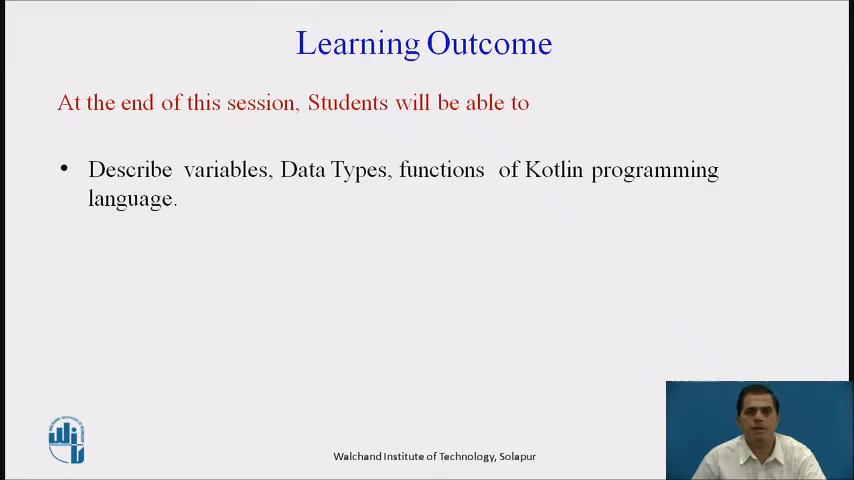 Learning Outcome
At the end of this session, Students will be able to
• Describe variables, Data Types, functions of Kotlin programming
language.
Walchand Institute of Technology, Solapur